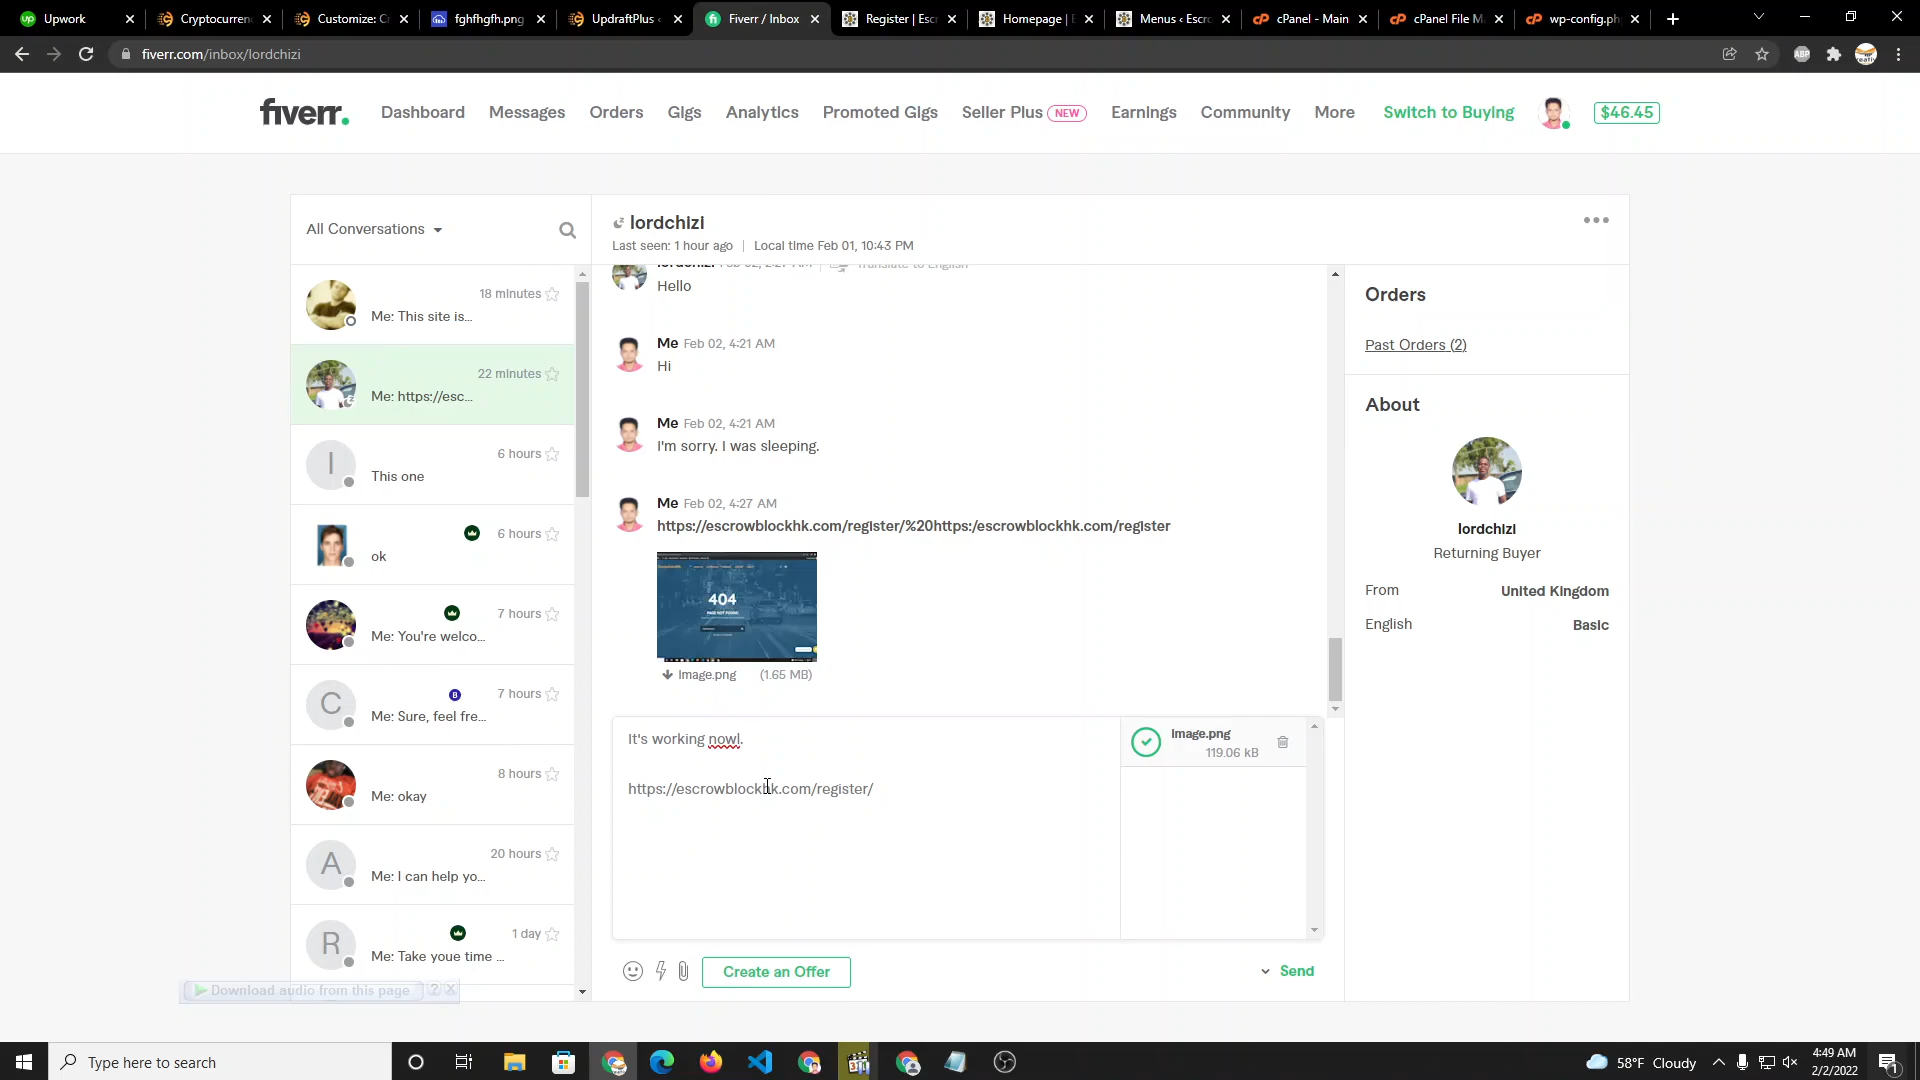 Upwork
Cryptocurren
Customize: Cr
fghfhgfh.png
UpdraftPlus ‹
Fiverr / Inbox
Register | Escr
Homepage | E
Menus ‹ Escro
cPanel - Main
cPanel File M
wp-config.ph
fiverr.com/inbox/lordchizi
fiverr.
Dashboard
Messages
Orders
Gigs
Analytics
Promoted Gigs
Seller Plus NEW
Earnings
Community
More
Switch to Buying
$46.45
All Conversations
18 minutes
Me: This site is...
22 minutes
Me: https://esc...
I
6 hours
This one
6 hours
ok
7 hours
Me: You're welco...
C
7 hours
Me: Sure, feel fre...
8 hours
Me: okay
A
20 hours
Me: I can help yo...
R
1 day
Me: Take youe time ...
Download audio from this page ? X
lordchizi
Last seen: 1 hour ago | Local time Feb 01, 10:43 PM
Hello
Me Feb 02, 4:21 AM
Hi
Me Feb 02, 4:21 AM
I'm sorry. I was sleeping.
Me Feb 02, 4:27 AM
https://escrowblockhk.com/register/%20https:/escrowblockhk.com/register
404
PAGE NOT FOUND
Image.png (1.65 MB)
It's working nowl.
https://escrowblockhk.com/register/
Image.png
119.06 kB
Create an Offer
Send
Orders
Past Orders (2)
About
lordchizi
Returning Buyer
From United Kingdom
English Basic
Type here to search
58°F Cloudy
4:49 AM
2/2/2022
1